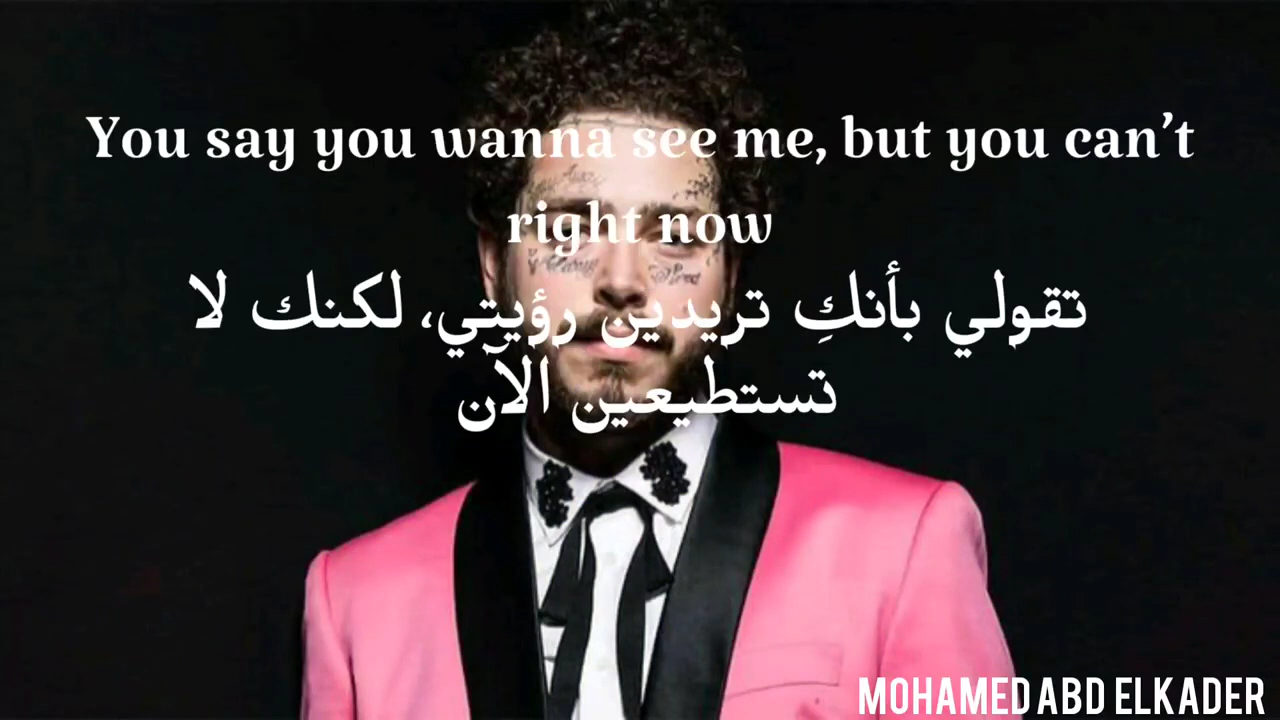 You say you wanna see me, but you can't
right now
تقولي بأنكِ تريدين رؤيتي، لكنك لا
تستطيعين الآن
MOHAMED ABD ELKADER